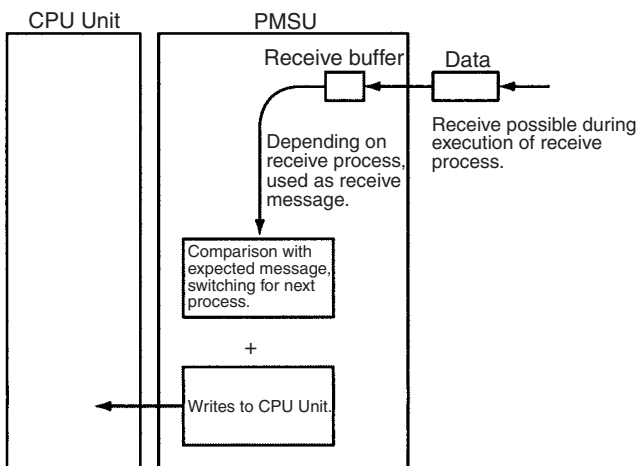 CPU Unit
PMSU
Receive buffer
Data
Receive possible during
execution of receive
process.
Depending on
receive process,
used as receive
message.
Comparison with
expected message,
switching for next
process.
+
Writes to CPU Unit.